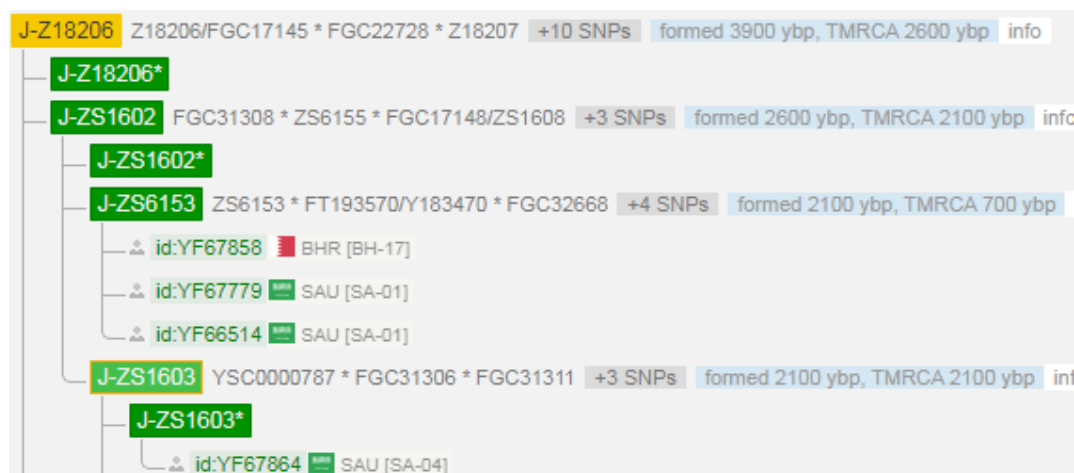 J-Z18206 Z18206/FGC17145 * FGC22728 * Z18207 +10 SNPs formed 3900 ybp, TMRCA 2600 ybp info
J-Z18206*
J-ZS1602 FGC31308 * ZS6155 * FGC17148/ZS1608 +3 SNPs formed 2600 ybp, TMRCA 2100 ybp info
J-ZS1602*
J-ZS6153 ZS6153 * FT193570/Y183470 * FGC32668 +4 SNPs formed 2100 ybp, TMRCA 700 ybp
id:YF67858 BHR [BH-17]
id:YF67779 SAU [SA-01]
id:YF66514 SAU [SA-01]
J-ZS1603 YSC0000787 * FGC31306 * FGC31311 +3 SNPs formed 2100 ybp, TMRCA 2100 ybp inf
J-ZS1603*
id:YF67864 SAU [SA-04]